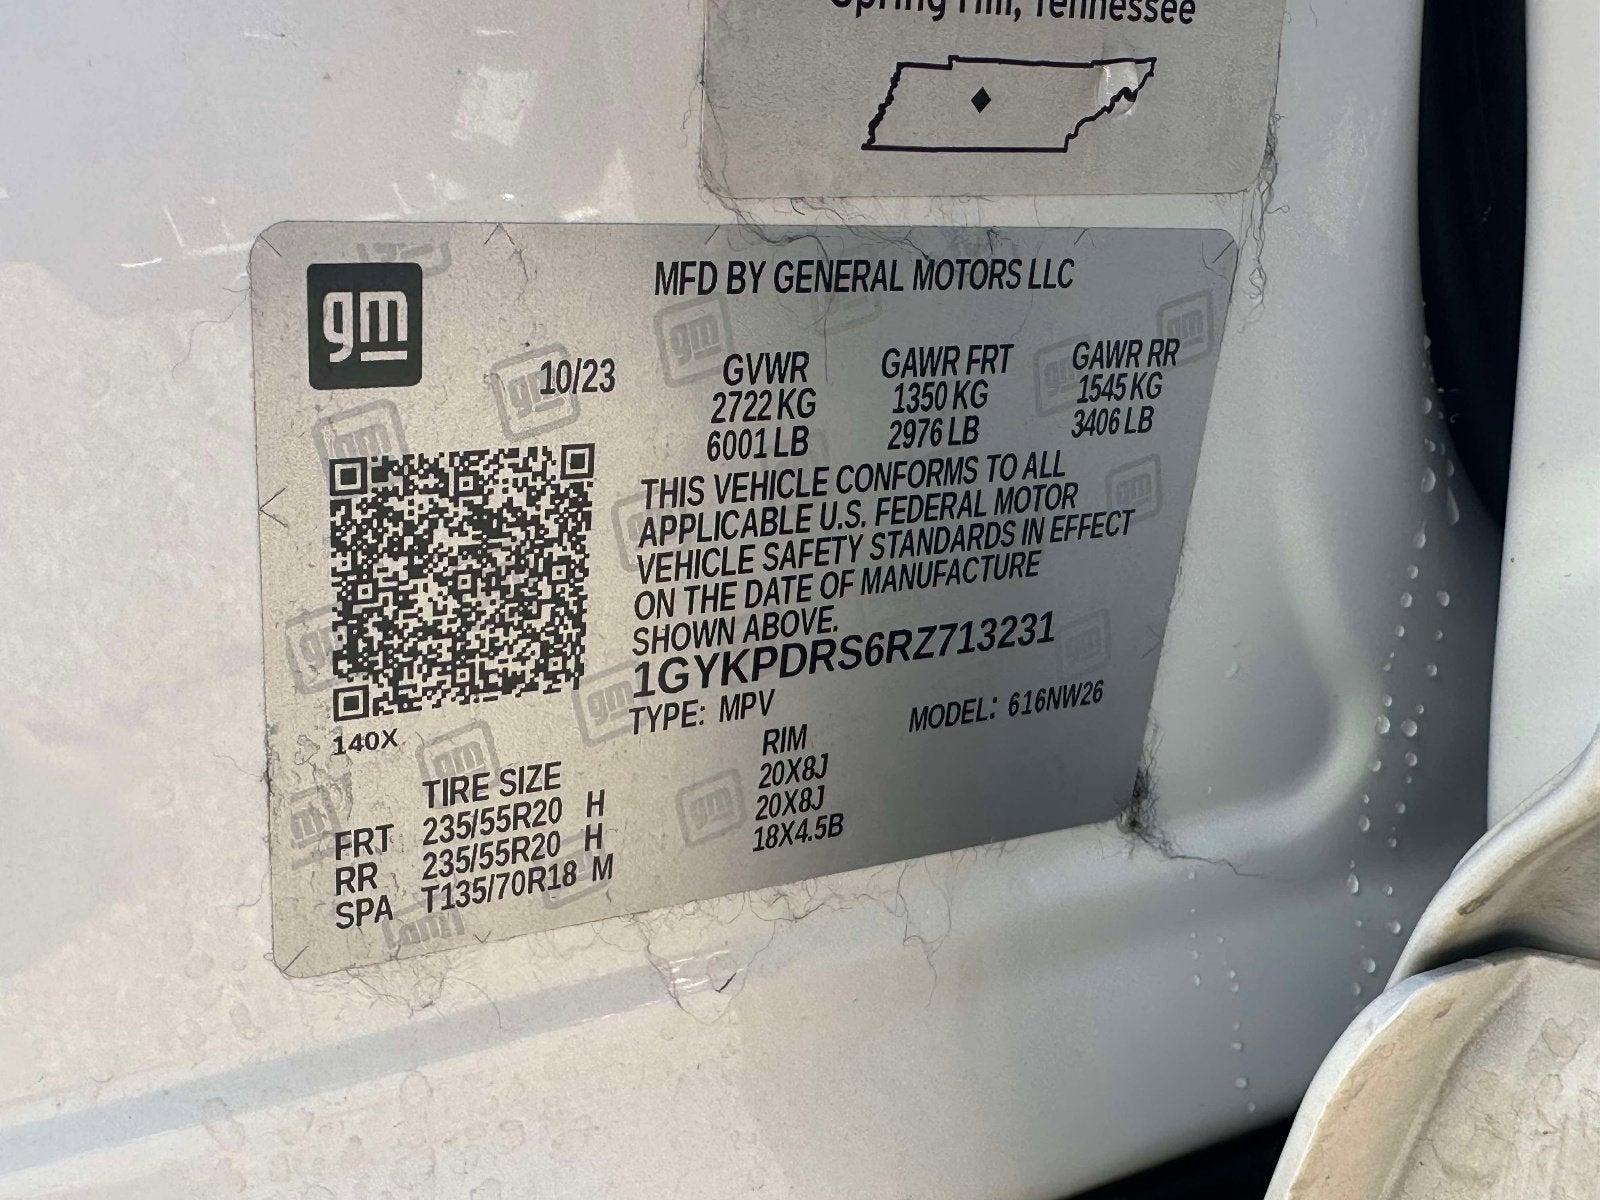 Spring Hill, Tennessee
gm
MFD BY GENERAL MOTORS LLC
10/23
GVWR GAWR FRT GAWR RR
2722 KG 1350 KG 1545 KG
6001 LB 2976 LB 3406 LB
THIS VEHICLE CONFORMS TO ALL
APPLICABLE U.S. FEDERAL MOTOR
VEHICLE SAFETY STANDARDS IN EFFECT
ON THE DATE OF MANUFACTURE
SHOWN ABOVE.
1GYKPDRS6RZ713231
TYPE: MPV MODEL: 616NW26
140X
TIRE SIZE RIM
FRT 235/55R20 H 20X8J
RR 235/55R20 H 20X8J
SPA T135/70R18 M 18X4.5B